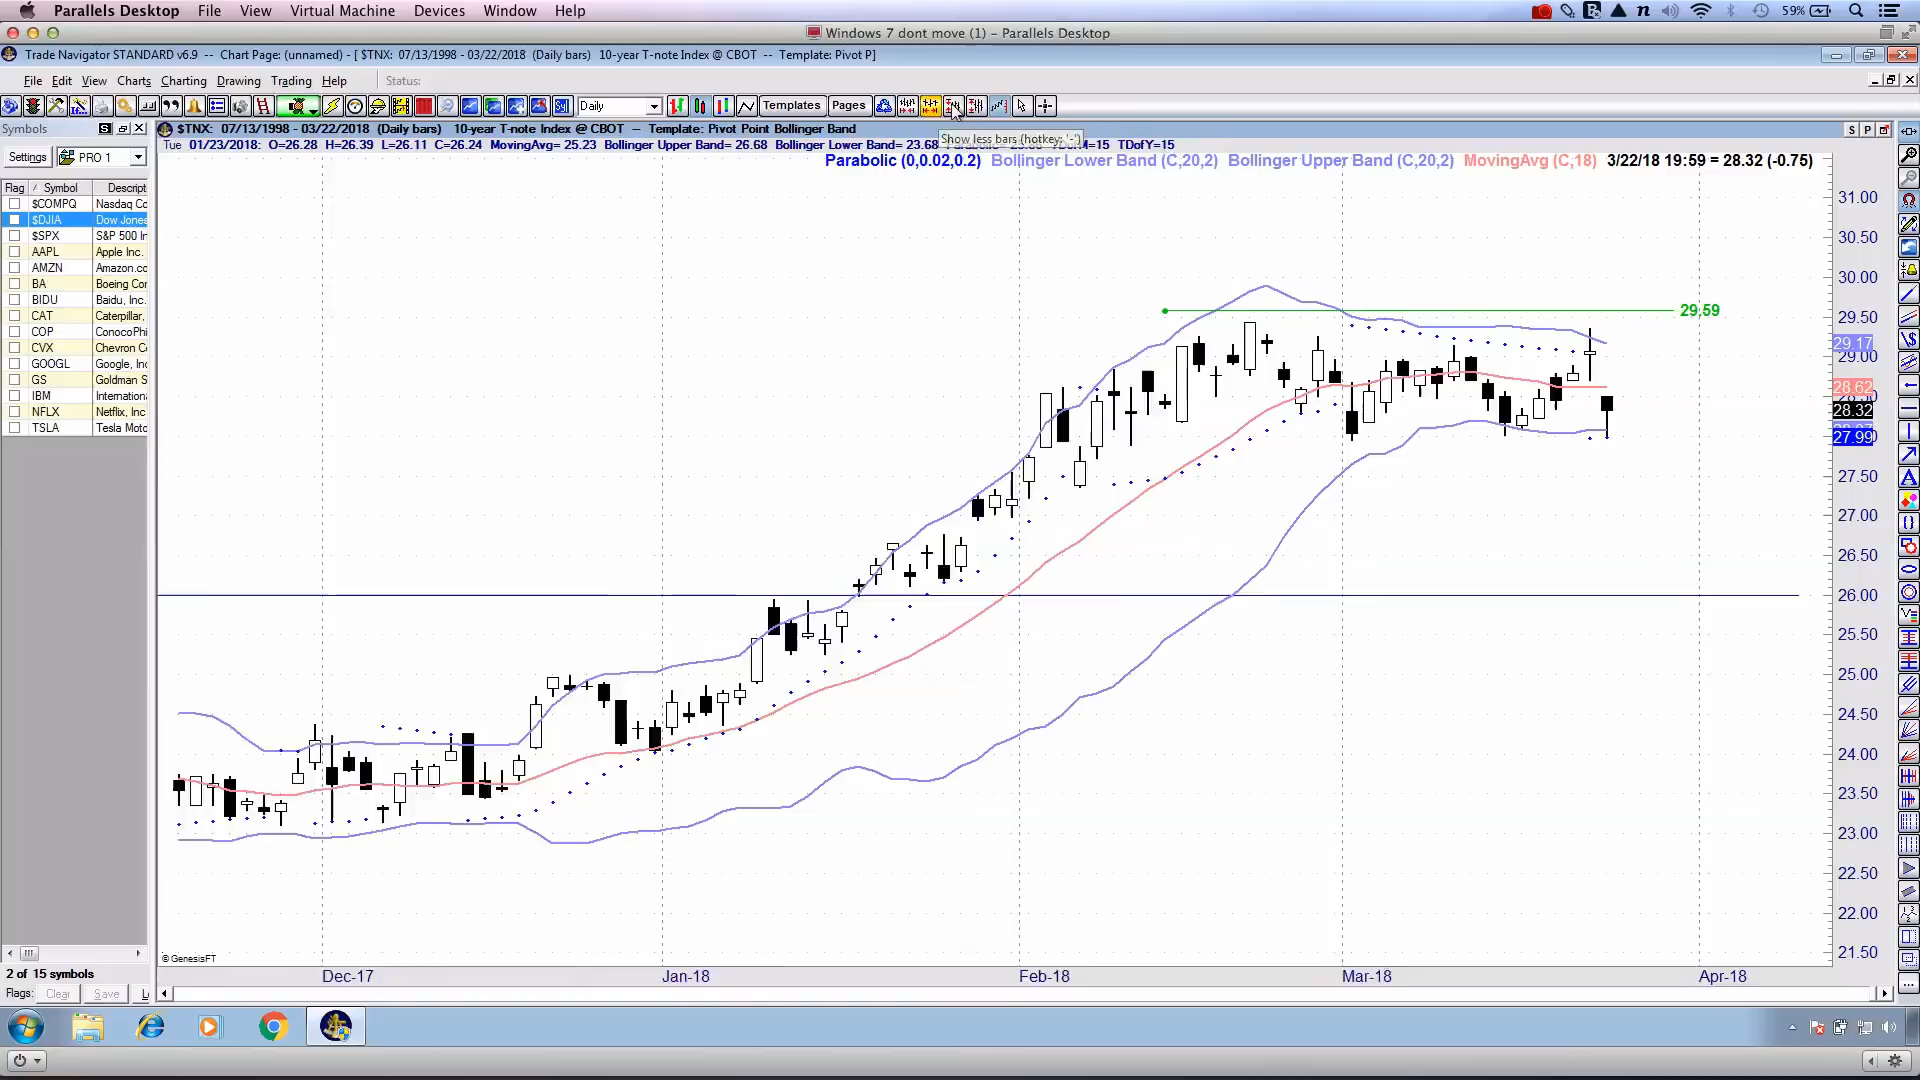 Parallels Desktop File View Virtual Machine Devices Window Help 59%
Windows 7 dont move (1) - Parallels Desktop
Trade Navigator STANDARD v6.9 -- Chart Page: (unnamed) - [ $TNX: 07/13/1998 - 03/22/2018 (Daily bars) 10-year T-note Index @ CBOT -- Template: Pivot P]
File Edit View Charts Charting Drawing Trading Help Status:
Daily Templates Pages
Symbols
$TNX: 07/13/1998 - 03/22/2018 (Daily bars) 10-year T-note Index @ CBOT -- Template: Pivot Point Bollinger Band
S P
Show less bars (hotkey: '-')
Tue 01/23/2018: O=26.28 H=26.39 L=26.11 C=26.24 MovingAvg= 25.23 Bollinger Upper Band= 26.68 Bollinger Lower Band= 23.68 TDofM=15 TDofY=15
Settings PRO 1
Parabolic (0,0.02,0.2) Bollinger Lower Band (C,20,2) Bollinger Upper Band (C,20,2) MovingAvg (C,18) 3/22/18 19:59 = 28.32 (-0.75)
Flag Symbol Descript
$COMPQ Nasdaq Co
$DJIA Dow Jones
$SPX S&P 500 In
AAPL Apple Inc.
AMZN Amazon.co
BA Boeing Cor
BIDU Baidu, Inc.
CAT Caterpillar,
COP ConocoPhi
CVX Chevron C
GOOGL Google, Inc
GS Goldman S
IBM Internationa
NFLX Netflix, Inc
TSLA Tesla Moto
31.00
30.50
30.00
29.59
29.50
29.17
29.00
28.62
28.32
27.99
27.50
27.00
26.50
26.00
25.50
25.00
24.50
24.00
23.50
23.00
22.50
22.00
21.50
© GenesisFT
Dec-17 Jan-18 Feb-18 Mar-18 Apr-18
2 of 15 symbols
Flags: Clear Save